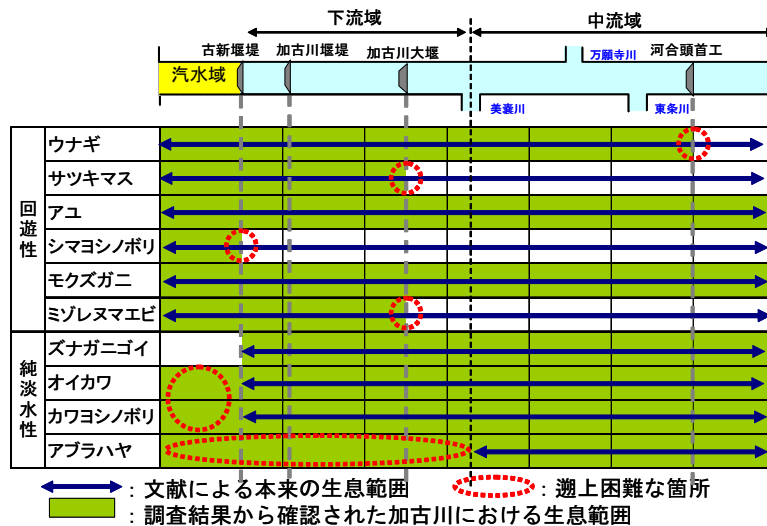 下流域
中流域
古新堰堤
加古川堰堤
加古川大堰
万願寺川
河合頭首工
汽水域
美嚢川
東条川
回遊性
ウナギ
サツキマス
アユ
シマヨシノボリ
モクズガニ
ミゾレヌマエビ
純淡水性
ズナガニゴイ
オイカワ
カワヨシノボリ
アブラハヤ
：文献による本来の生息範囲
：遡上困難な箇所
：調査結果から確認された加古川における生息範囲